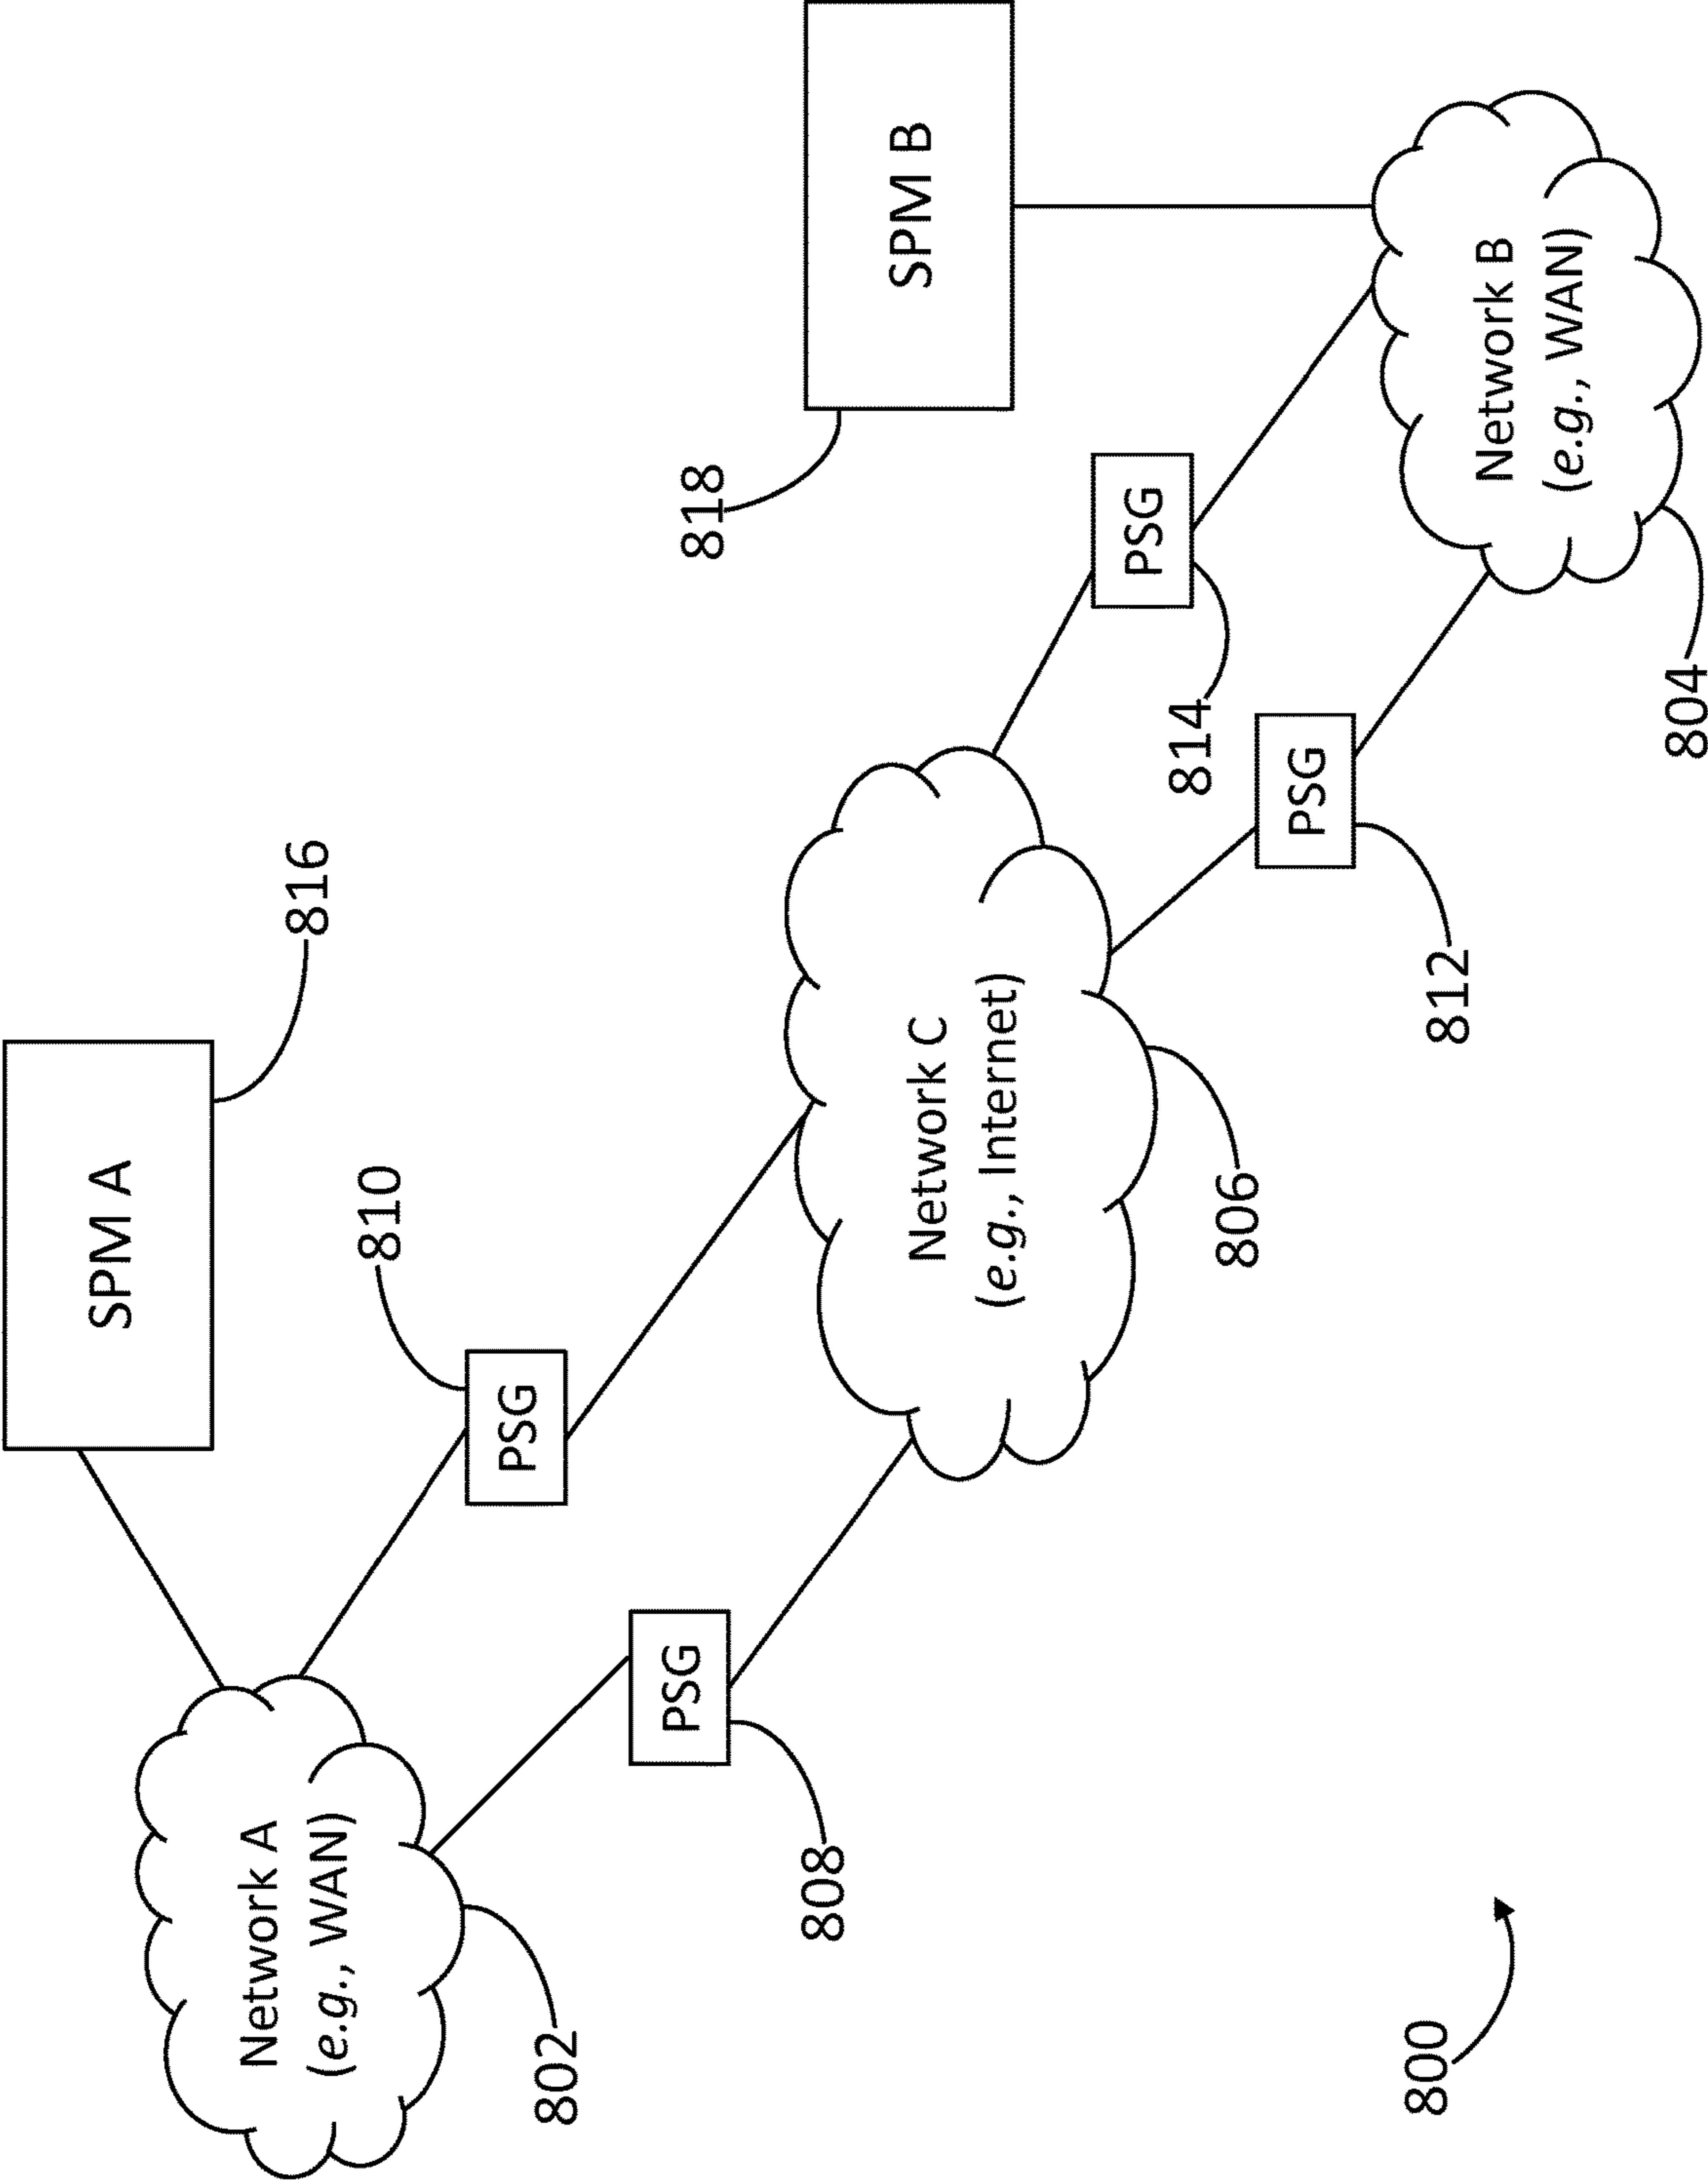 SPM A
816
Network A
(e.g., WAN)
802
810
PSG
PSG
808
Network C
(e.g., Internet)
806
SPM B
818
PSG
814
PSG
812
Network B
(e.g., WAN)
804
800